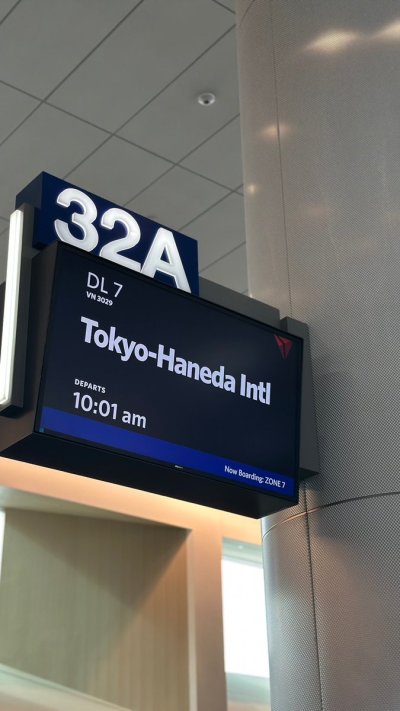 32A
DL 7
VN 3029
Tokyo-Haneda Intl
DEPARTS
10:01 am
Now Boarding: ZONE 7